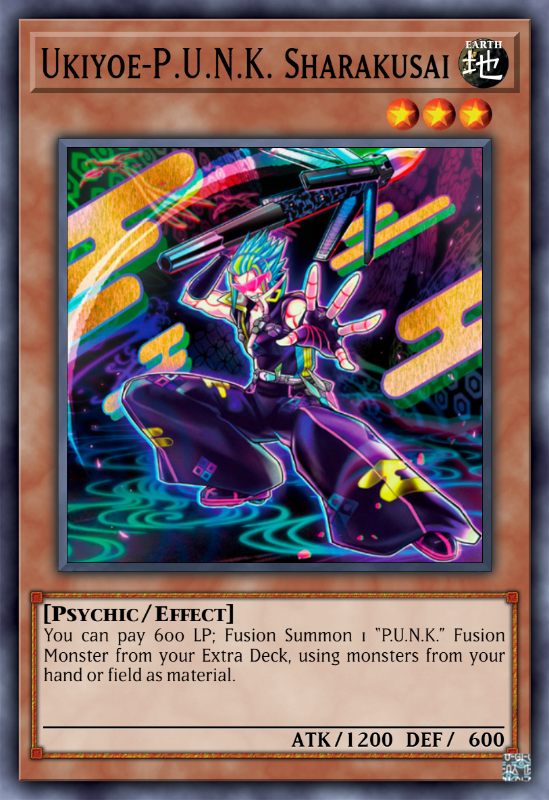 Ukiyoe-P.U.N.K. Sharakusai
EARTH
地
[Psychic/Effect]
You can pay 600 LP; Fusion Summon 1 "P.U.N.K." Fusion
Monster from your Extra Deck, using monsters from your
hand or field as material.
ATK/1200 DEF/ 600